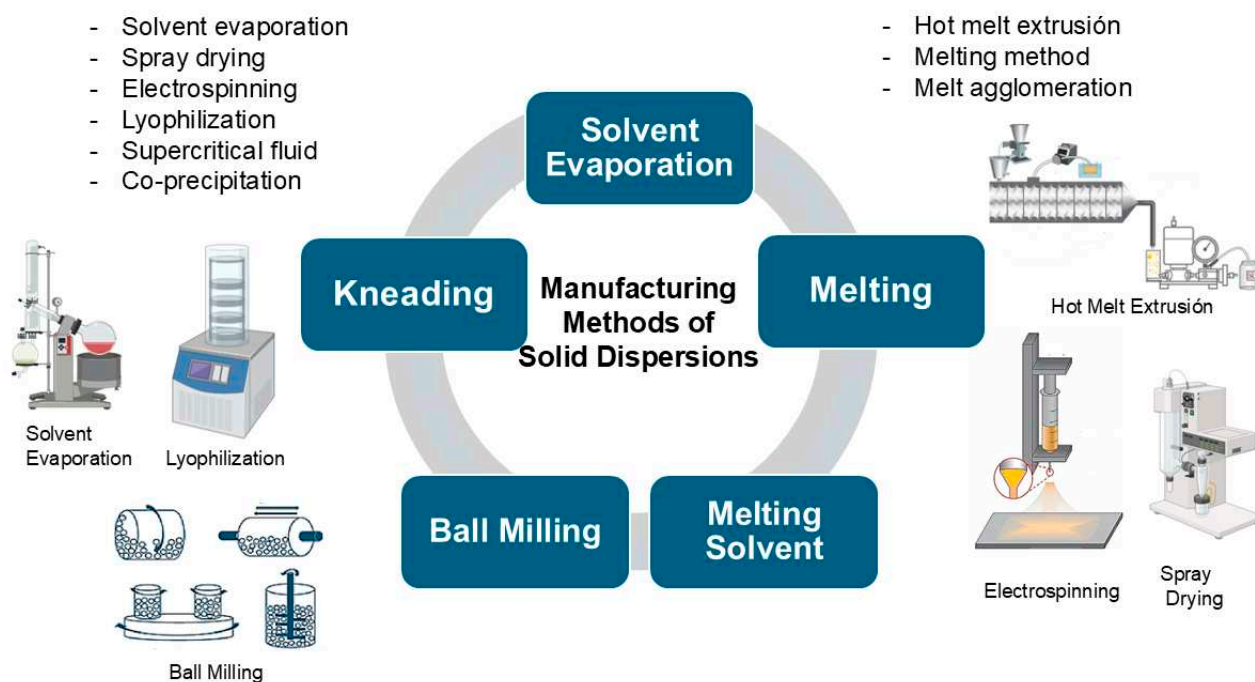 - Solvent evaporation
- Spray drying
- Electrospinning
- Lyophilization
- Supercritical fluid
- Co-precipitation
- Hot melt extrusión
- Melting method
- Melt agglomeration
Solvent
Evaporation
Kneading
Manufacturing
Methods of
Solid Dispersions
Melting
Hot Melt Extrusión
Solvent
Evaporation
Lyophilization
Ball Milling
Melting
Solvent
Electrospinning
Spray
Drying
Ball Milling